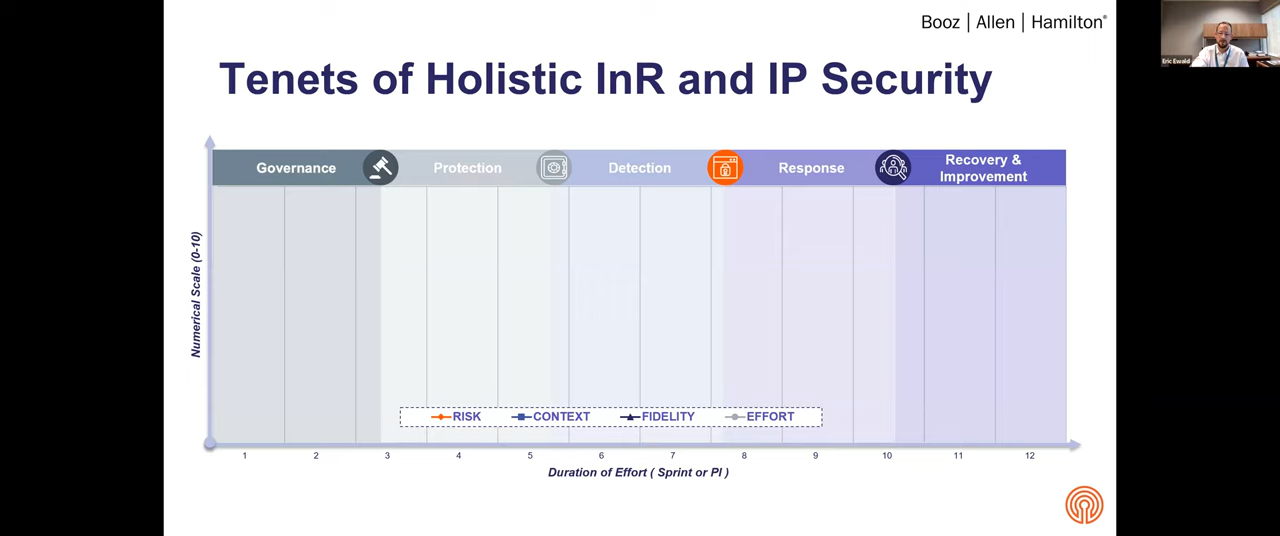 Booz | Allen | Hamilton®
Eric Ewald
Tenets of Holistic InR and IP Security
Governance
Protection
Detection
Response
Recovery &
Improvement
Numerical Scale (0-10)
RISK CONTEXT FIDELITY EFFORT
1 2 3 4 5 6 7 8 9 10 11 12
Duration of Effort ( Sprint or PI )